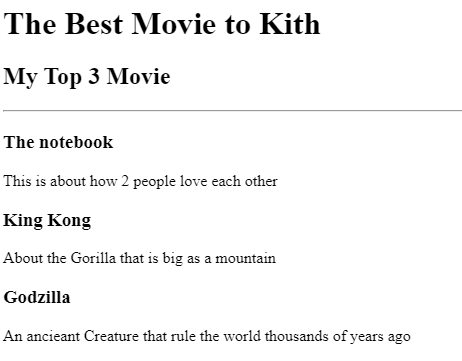 The Best Movie to Kith
My Top 3 Movie
The notebook
This is about how 2 people love each other
King Kong
About the Gorilla that is big as a mountain
Godzilla
An ancieant Creature that rule the world thousands of years ago